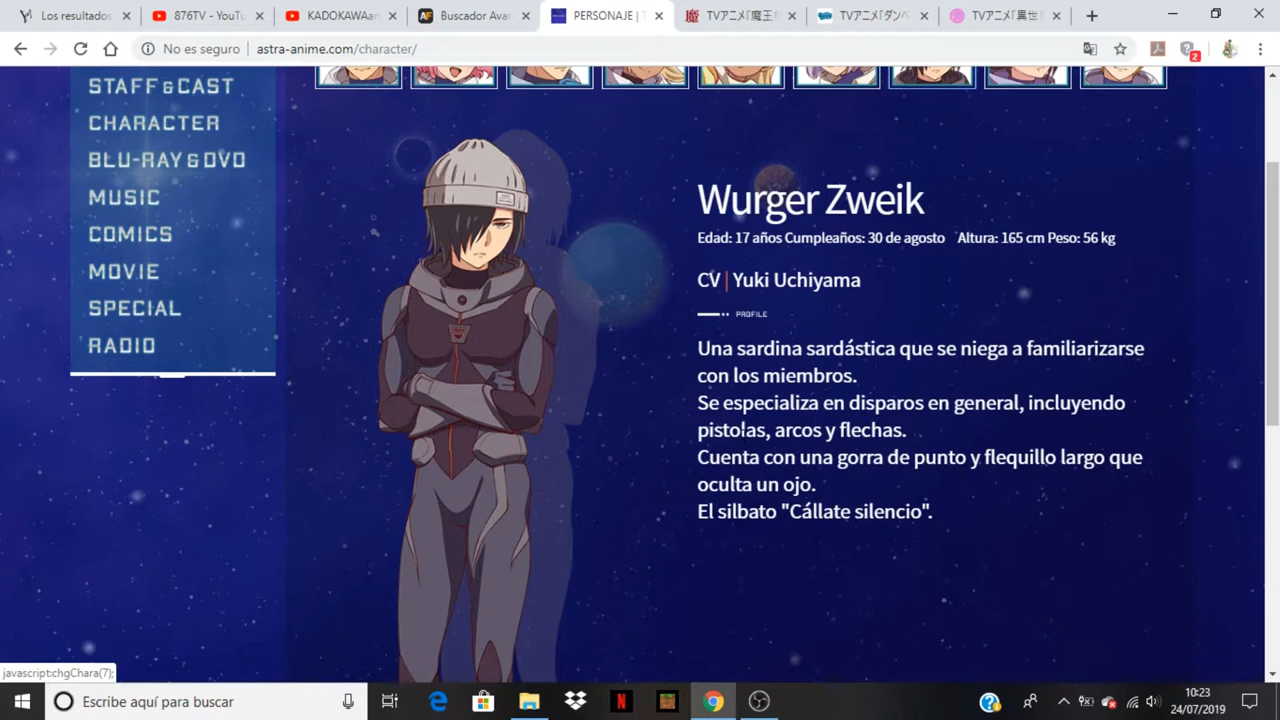 Los resultados
876TV - YouTu
KADOKAWAan
Buscador Avan
PERSONAJE | T
TVアニメ『魔王
TVアニメ「ダンベ
TVアニメ『異世
No es seguro
astra-anime.com/character/
2
STAFF & CAST
CHARACTER
BLU-RAY & DVD
MUSIC
COMICS
MOVIE
SPECIAL
RADIO
Wurger Zweik
Edad: 17 años Cumpleaños: 30 de agosto Altura: 165 cm Peso: 56 kg
CV | Yuki Uchiyama
PROFILE
Una sardina sardástica que se niega a familiarizarse
con los miembros.
Se especializa en disparos en general, incluyendo
pistolas, arcos y flechas.
Cuenta con una gorra de punto y flequillo largo que
oculta un ojo.
El silbato "Cállate silencio".
javascript:chgChara(7);
Escribe aquí para buscar
10:23
24/07/2019